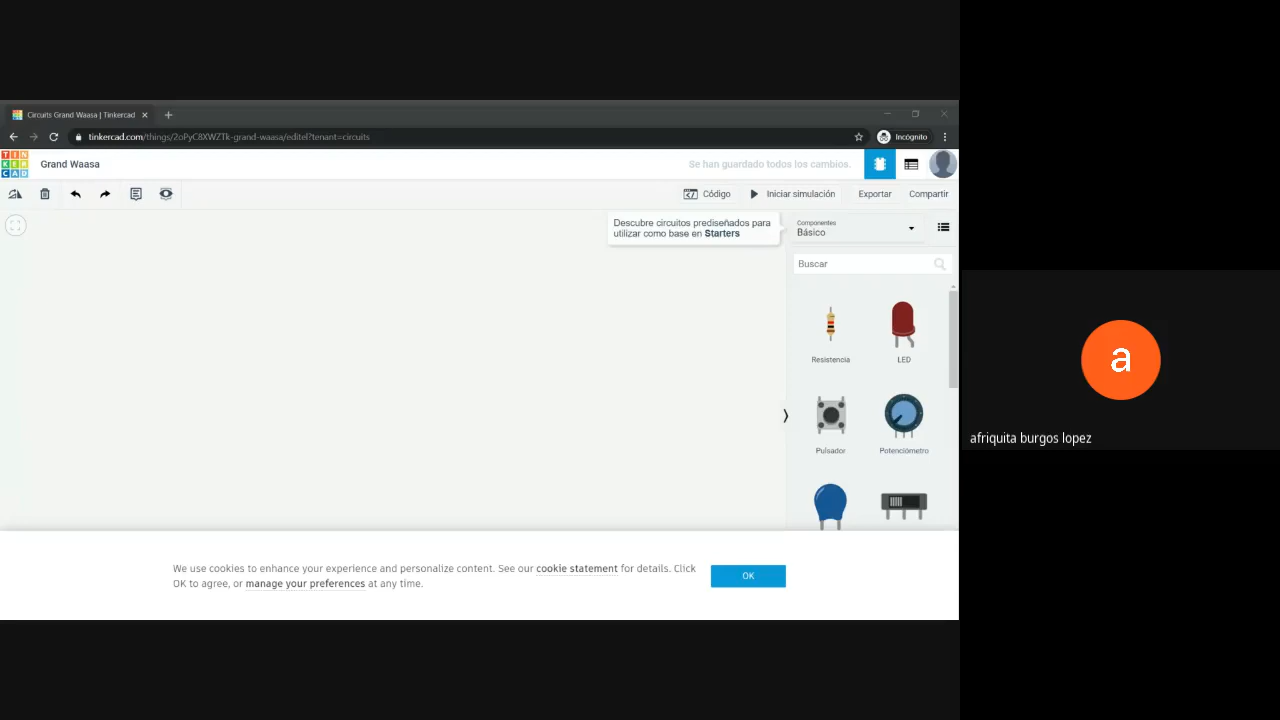 Circuits Grand Waasa | Tinkercad
tinkercad.com/things/2oPyC8XWZTk-grand-waasa/editel?tenant=circuits
Incógnito
TINKERCAD
Grand Waasa
Se han guardado todos los cambios.
Código
Iniciar simulación
Exportar
Compartir
Descubre circuitos prediseñados para
utilizar como base en Starters
Componentes
Básico
Buscar
Resistencia
LED
Pulsador
Potenciómetro
We use cookies to enhance your experience and personalize content. See our cookie statement for details. Click
OK to agree, or manage your preferences at any time.
OK
a
afriquita burgos lopez